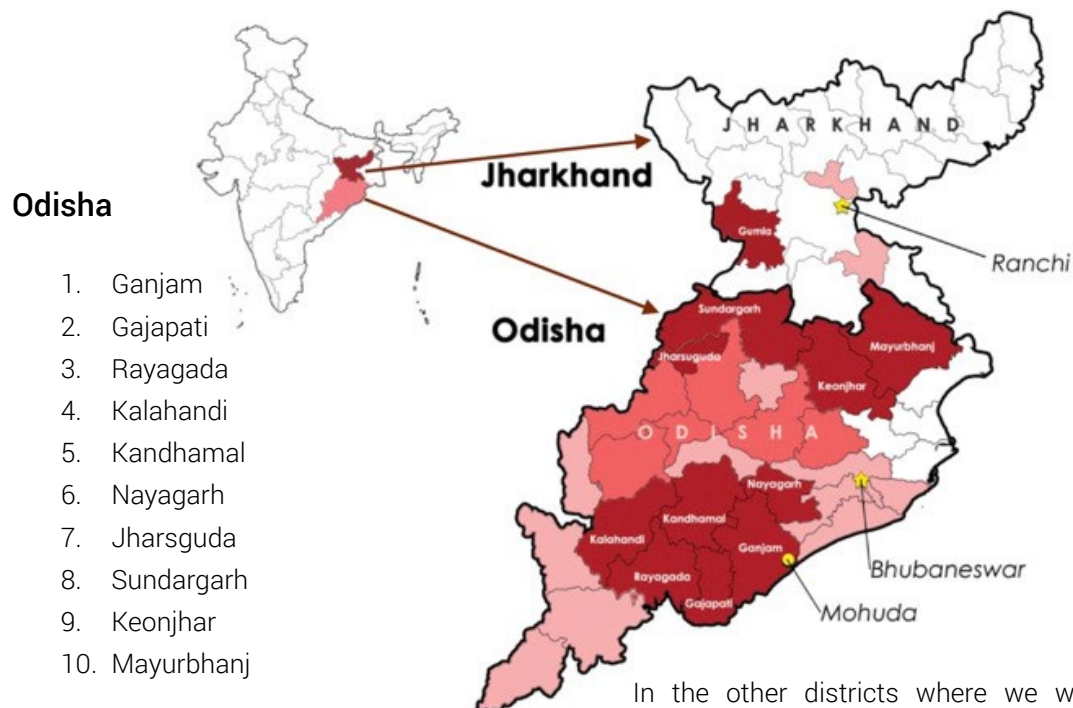 JHARKHAND
Jharkhand
Odisha
Gumla
Ranchi
1. Ganjam
2. Gajapati
3. Rayagada
4. Kalahandi
5. Kandhamal
6. Nayagarh
7. Jharsguda
8. Sundargarh
9. Keonjhar
10. Mayurbhanj
Odisha
Sundargarh
Jharsuguda
Mayurbhanj
Keonjhar
ODISHA
Nayagarh
Kandhamal
Kalahandi
Ganjam
Rayagada
Gajapati
Bhubaneswar
Mohuda
In the other districts where we w